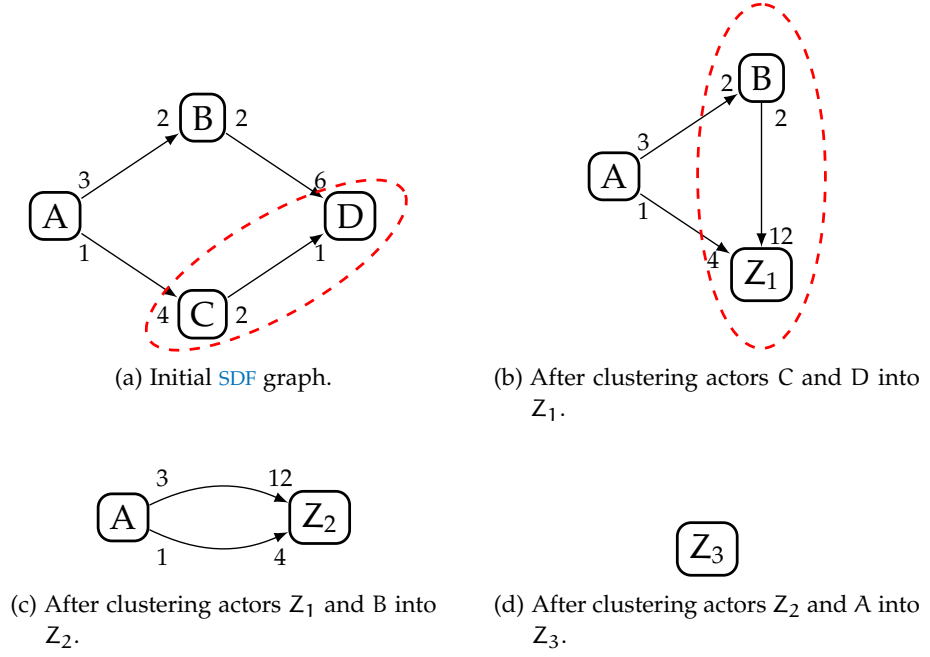 B
2
2
3
6
A
D
1
1
4
C
2
(a) Initial SDF graph.
B
2
2
3
A
1
12
4
Z₁
(b) After clustering actors C and D into
Z₁.
3
12
A
Z₂
1
4
(c) After clustering actors Z₁ and B into
Z₂.
Z₃
(d) After clustering actors Z₂ and A into
Z₃.